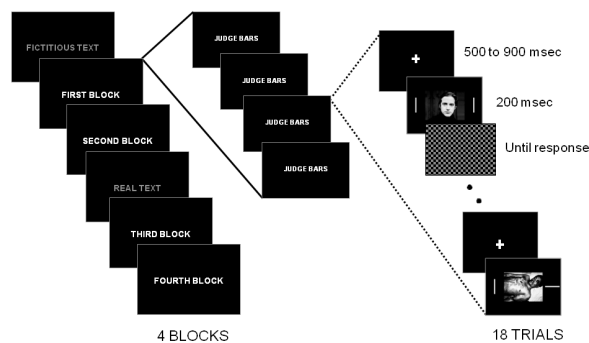 FICTITIOUS TEXT
FIRST BLOCK
SECOND BLOCK
REAL TEXT
THIRD BLOCK
FOURTH BLOCK
4 BLOCKS
JUDGE BARS
JUDGE BARS
JUDGE BARS
JUDGE BARS
500 to 900 msec
200 msec
Until response
18 TRIALS